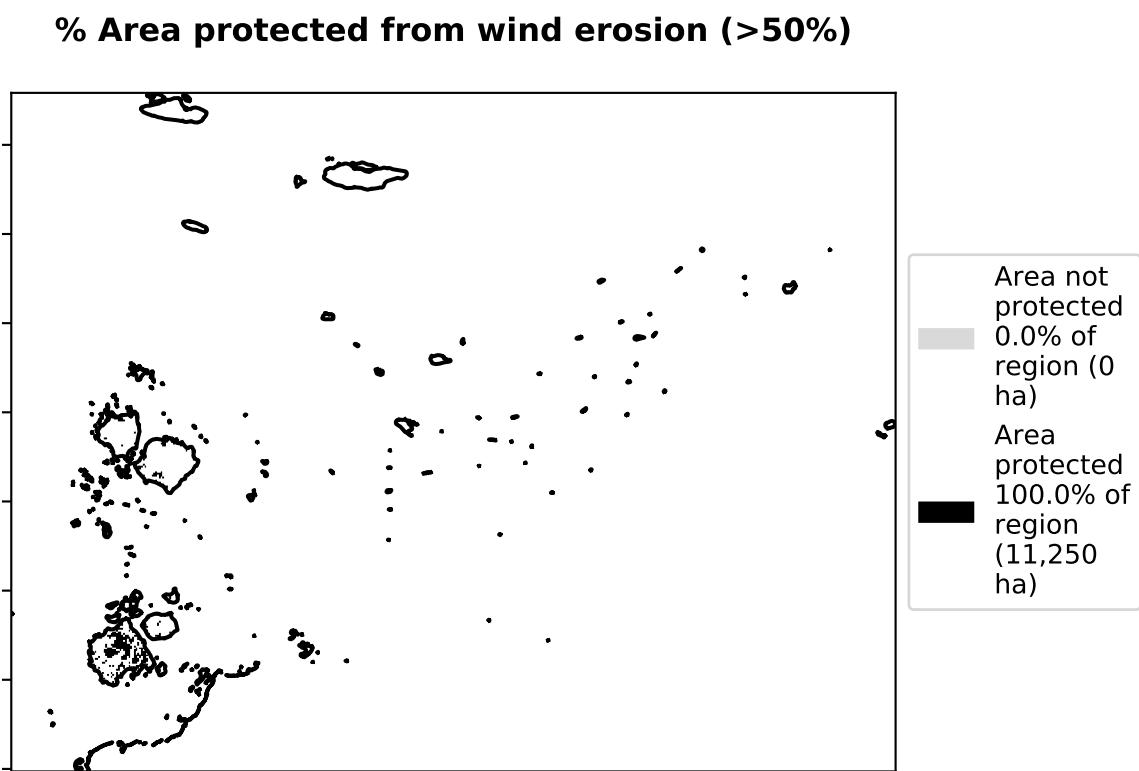 % Area protected from wind erosion (>50%)
Area not
protected
0.0% of
region (0
ha)
Area
protected
100.0% of
region
(11,250
ha)